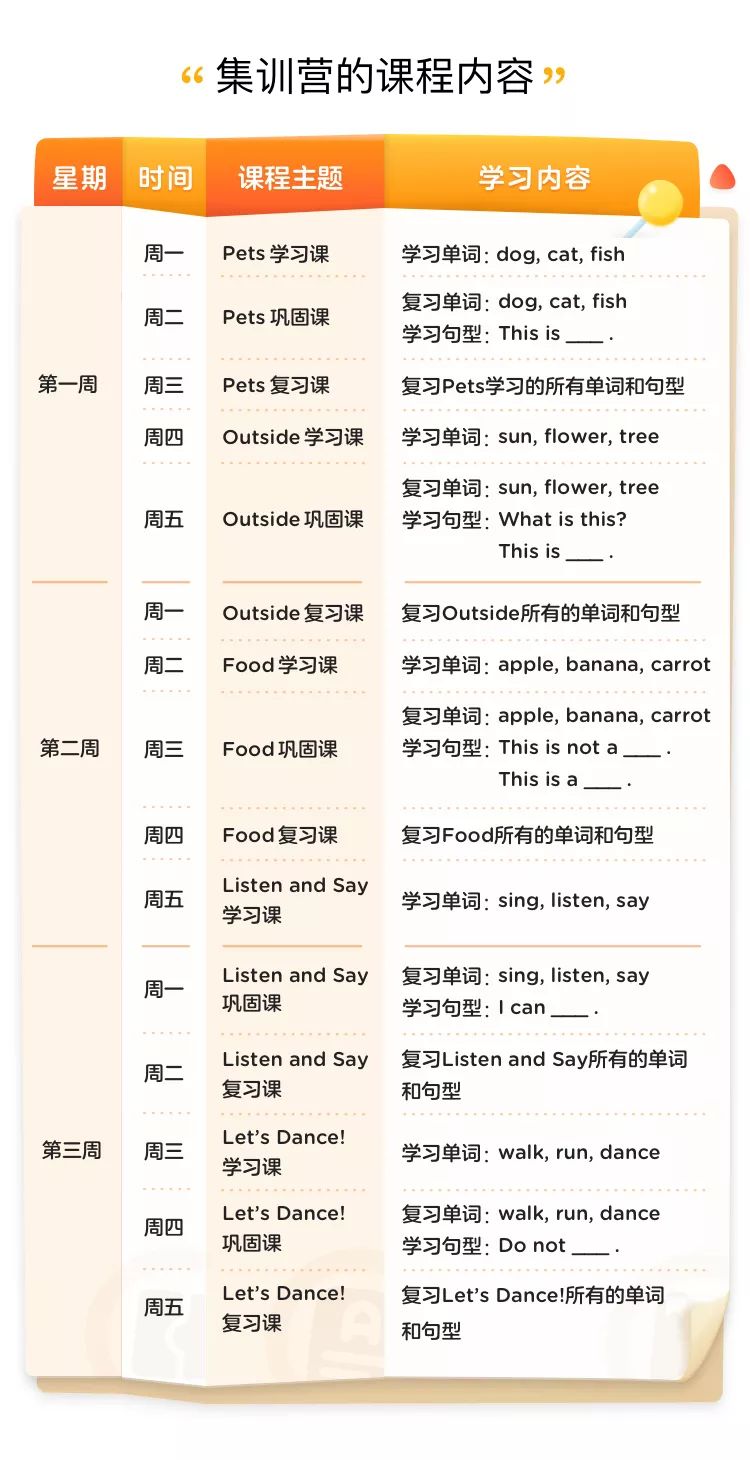 “ 集训营的课程内容 ”
星期 时间 课程主题 学习内容
第一周
周一 Pets 学习课 学习单词：dog, cat, fish
周二 Pets 巩固课 复习单词：dog, cat, fish
学习句型：This is ___ .
周三 Pets 复习课 复习Pets学习的所有单词和句型
周四 Outside 学习课 学习单词：sun, flower, tree
周五 Outside 巩固课 复习单词：sun, flower, tree
学习句型：What is this?
This is ___ .
第二周
周一 Outside 复习课 复习Outside所有的单词和句型
周二 Food 学习课 学习单词：apple, banana, carrot
周三 Food 巩固课 复习单词：apple, banana, carrot
学习句型：This is not a ___ .
This is a ___ .
周四 Food 复习课 复习Food所有的单词和句型
周五 Listen and Say
学习课 学习单词：sing, listen, say
第三周
周一 Listen and Say
巩固课 复习单词：sing, listen, say
学习句型：I can ___ .
周二 Listen and Say
复习课 复习Listen and Say所有的单词
和句型
周三 Let’s Dance!
学习课 学习单词：walk, run, dance
周四 Let’s Dance!
巩固课 复习单词：walk, run, dance
学习句型：Do not ___ .
周五 Let’s Dance!
复习课 复习Let’s Dance!所有的单词
和句型